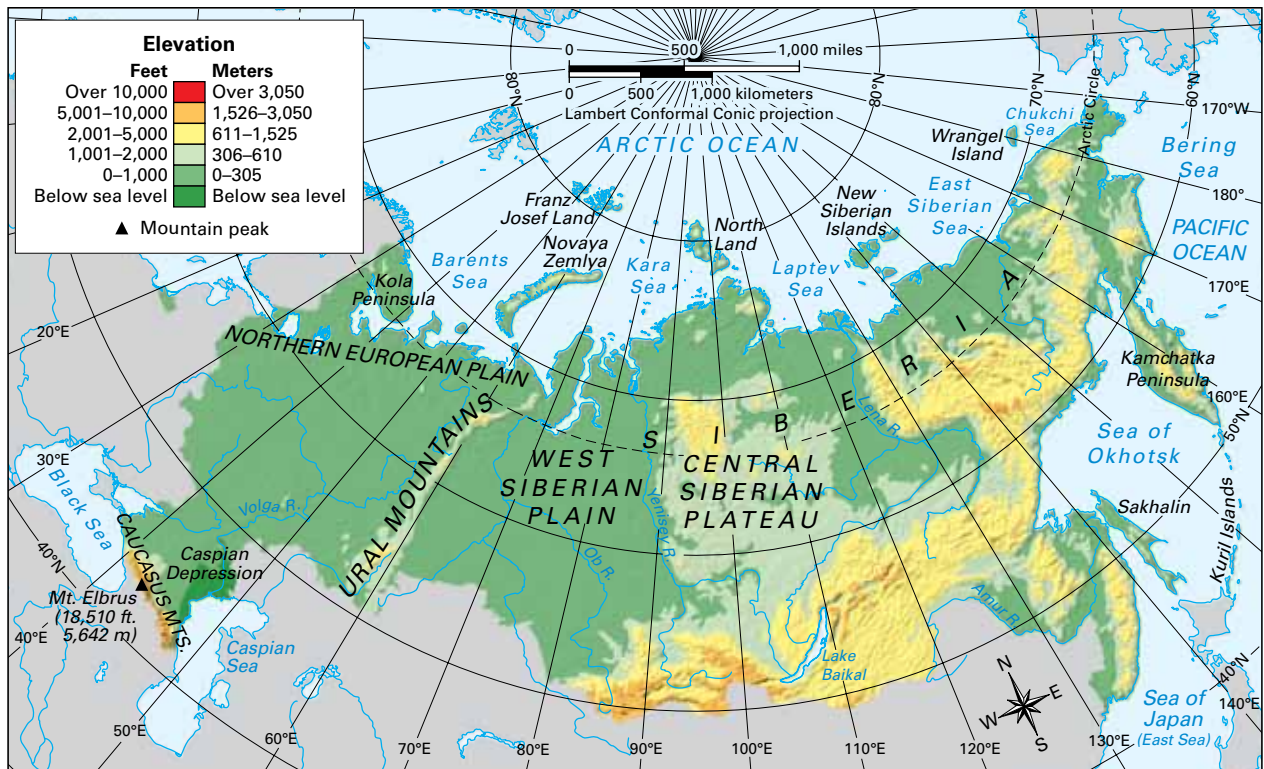 Elevation
Feet Meters
Over 10,000 Over 3,050
5,001–10,000 1,526–3,050
2,001–5,000 611–1,525
1,001–2,000 306–610
0–1,000 0–305
Below sea level Below sea level
▲ Mountain peak
0 500 1,000 miles
0 500 1,000 kilometers
Lambert Conformal Conic projection
80°N
80°N
70°N
60°N
Arctic Circle
170°W
180°
170°E
160°E
50°N
ARCTIC OCEAN
Chukchi
Sea
Wrangel
Island
Bering
Sea
PACIFIC
OCEAN
East
Siberian
Sea
New
Siberian
Islands
Franz
Josef Land
North
Land
Novaya
Zemlya
Barents
Sea
Kara
Sea
Laptev
Sea
Kola
Peninsula
20°E
NORTHERN EUROPEAN PLAIN
Kamchatka
Peninsula
SIBERIA
Lena R.
URAL MOUNTAINS
WEST
SIBERIAN
PLAIN
CENTRAL
SIBERIAN
PLATEAU
Sea of
Okhotsk
30°E
Black Sea
Volga R.
Yenisey R.
Ob R.
Sakhalin
Kuril Islands
40°N
CAUCASUS MTS.
Caspian
Depression
Mt. Elbrus
(18,510 ft.
5,642 m)
40°E
Caspian
Sea
Amur R.
Lake
Baikal
N
E
W
S
40°N
Sea of
Japan
(East Sea)
50°E
60°E
70°E
80°E
90°E
100°E
110°E
120°E
130°E
140°E